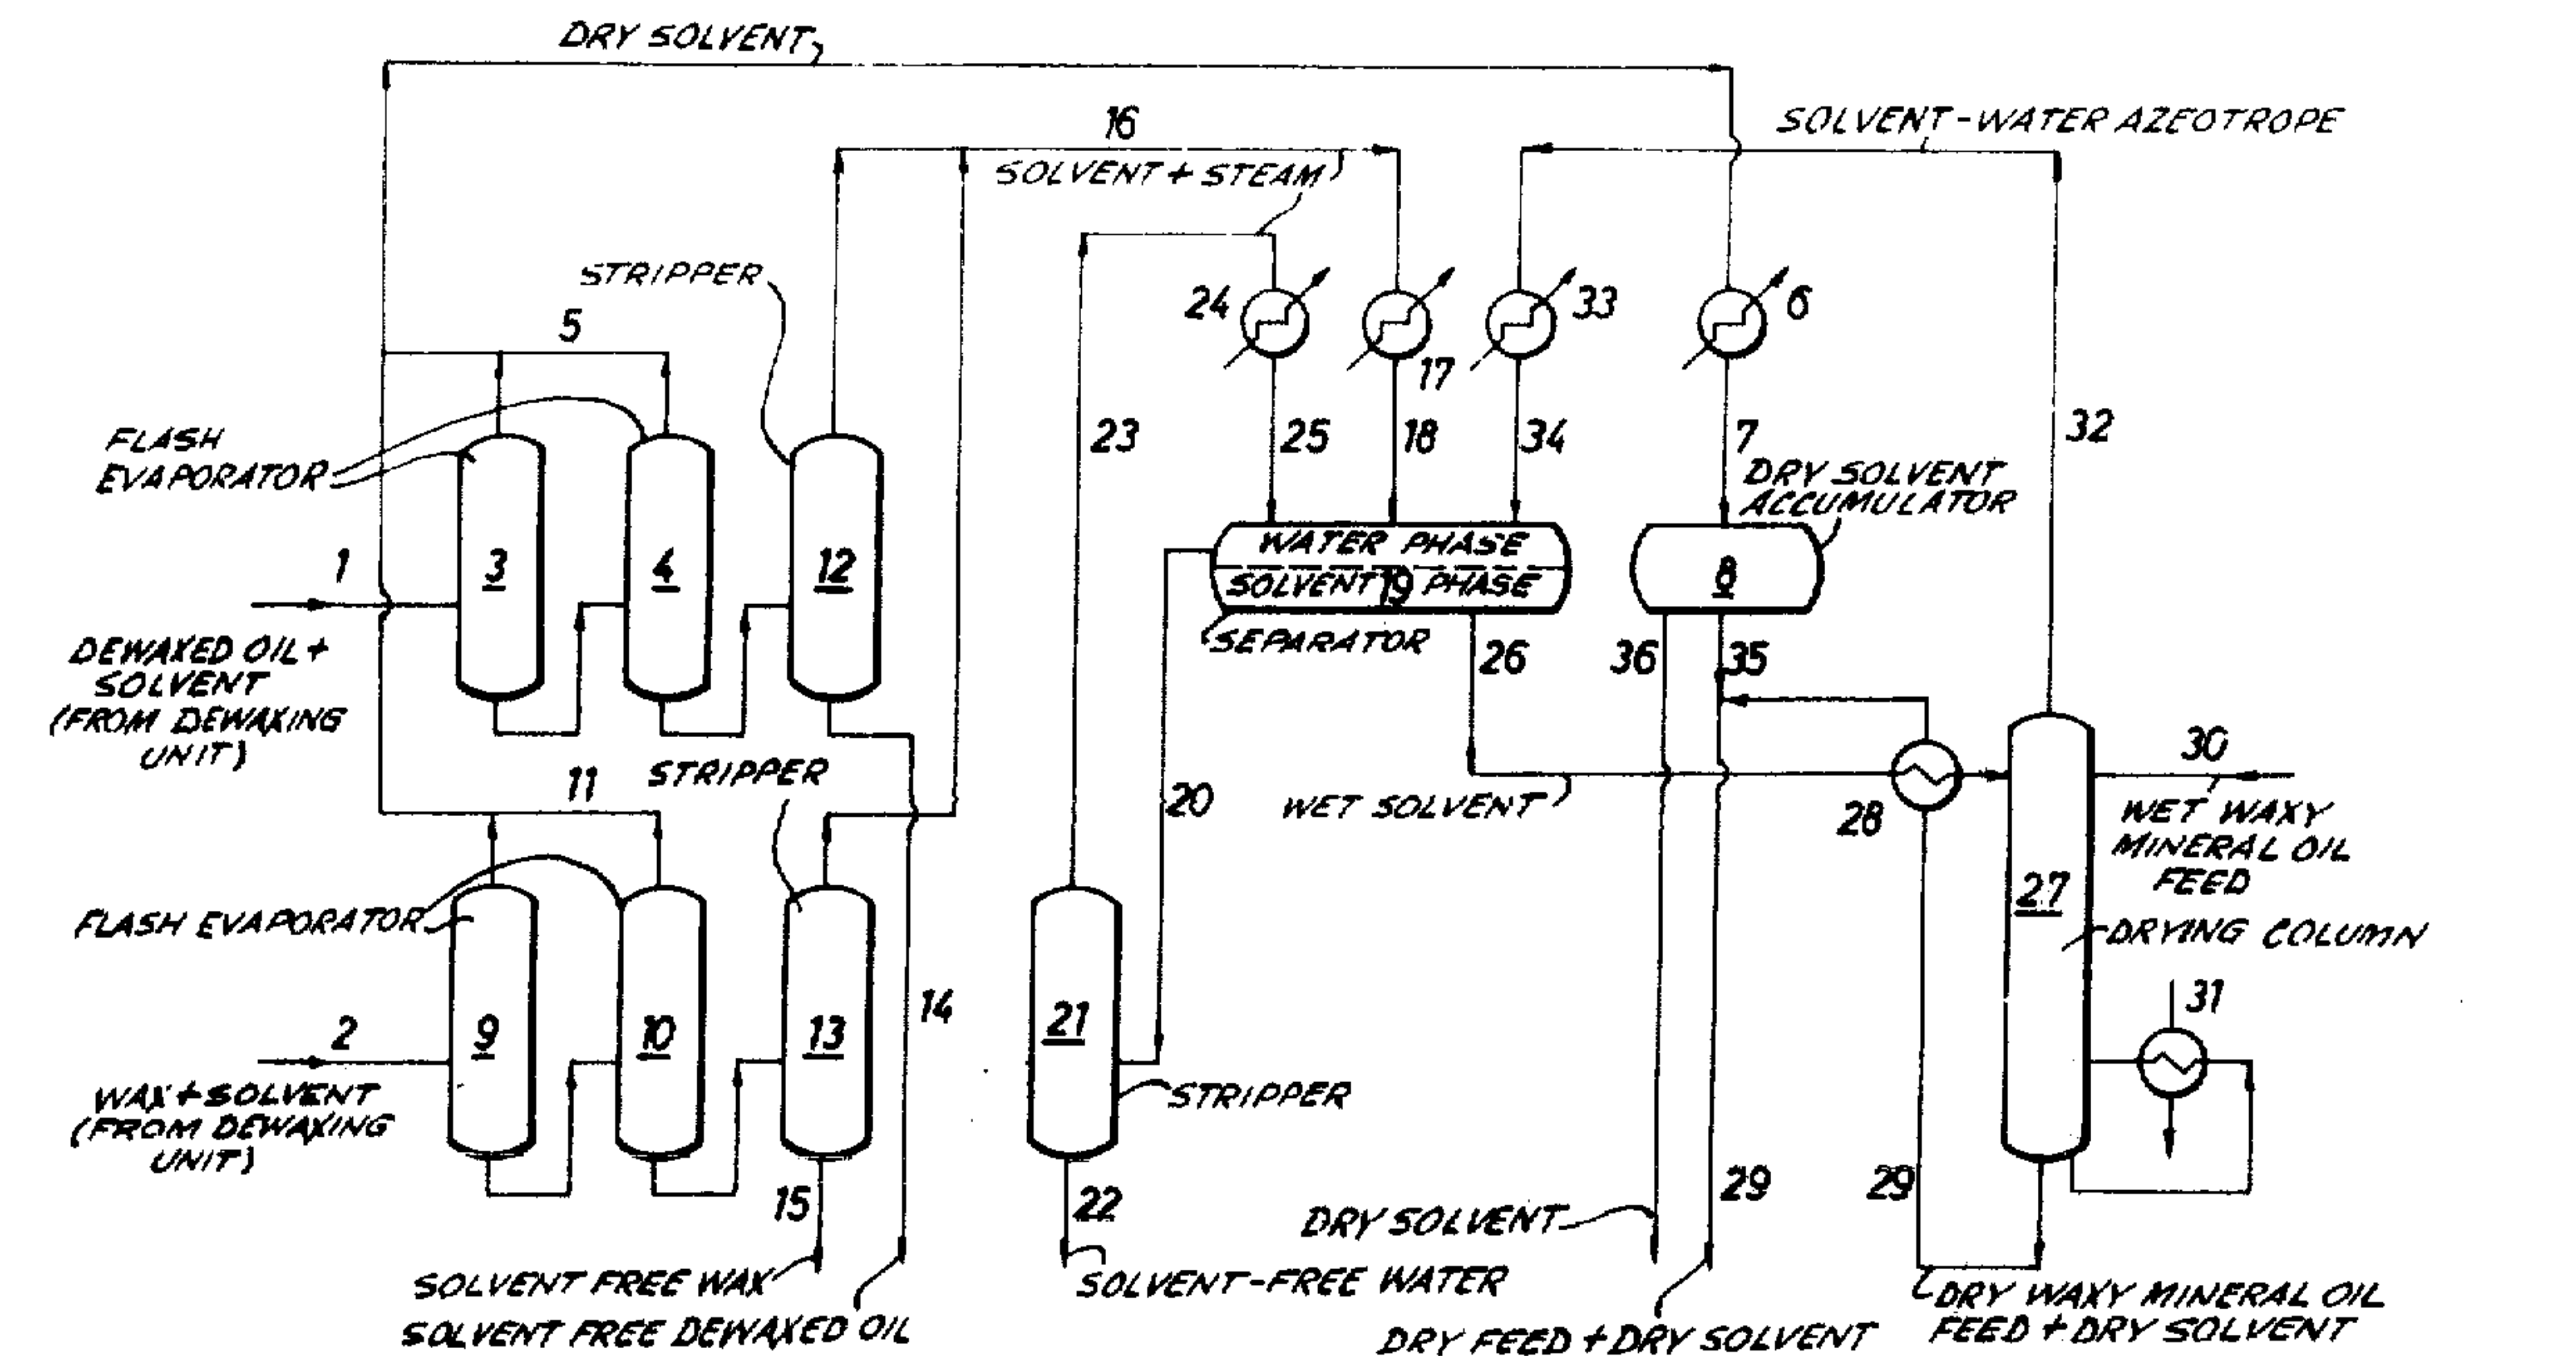 DRY SOLVENT
16
SOLVENT-WATER AZEOTROPE
SOLVENT + STEAM
STRIPPER
5
24
17
33
6
FLASH
EVAPORATOR
23
25
18
34
7
32
DRY SOLVENT
ACCUMULATOR
1
3
4
12
WATER PHASE
SOLVENT 19 PHASE
8
SEPARATOR
26
36
35
DEWAXED OIL +
SOLVENT
(FROM DEWAXING
UNIT)
STRIPPER
11
20
WET SOLVENT
28
30
WET WAXY
MINERAL OIL
FEED
27
DRYING COLUMN
FLASH EVAPORATOR
31
2
9
10
13
14
21
STRIPPER
WAX + SOLVENT
(FROM DEWAXING
UNIT)
15
22
29
29
DRY SOLVENT
SOLVENT FREE WAX
SOLVENT-FREE WATER
DRY WAXY MINERAL OIL
FEED + DRY SOLVENT
SOLVENT FREE DEWAXED OIL
DRY FEED + DRY SOLVENT